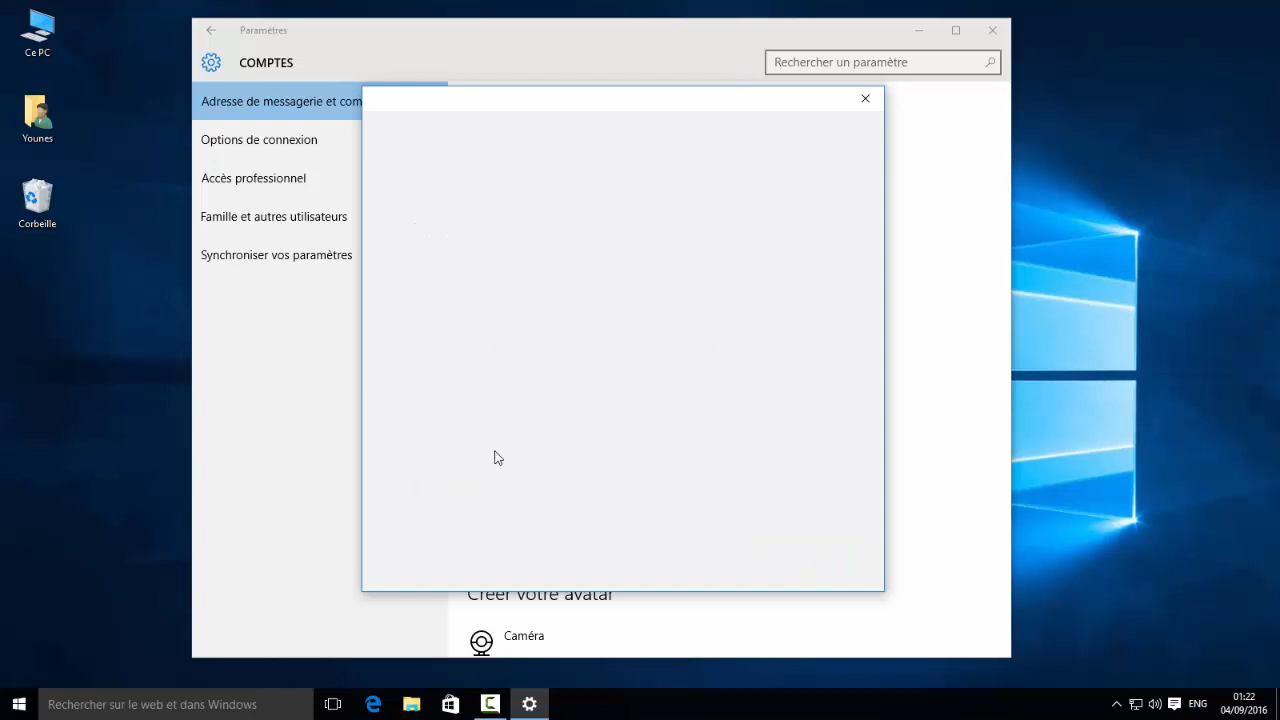 Ce PC
Younes
Corbeille
Paramètres
COMPTES
Rechercher un paramètre
Adresse de messagerie et com
Options de connexion
Accès professionnel
Famille et autres utilisateurs
Synchroniser vos paramètres
Créer votre avatar
Caméra
Rechercher sur le web et dans Windows
ENG
01:22
04/09/2016